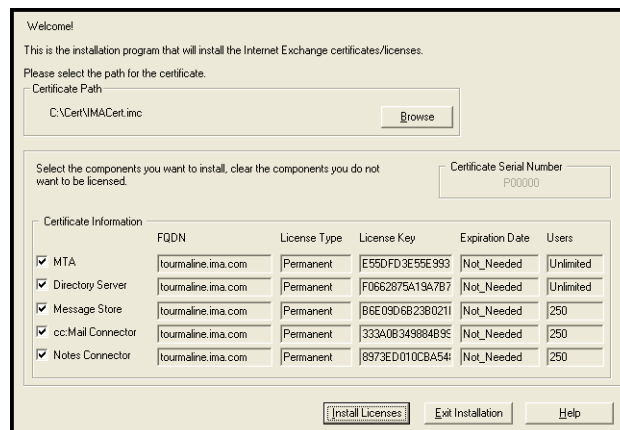 Welcome!
This is the installation program that will install the Internet Exchange certificates/licenses.
Please select the path for the certificate.
Certificate Path
C:\Cert\IMACert.imc
Browse
Select the components you want to install, clear the components you do not
want to be licensed.
Certificate Serial Number
P00000
Certificate Information
FQDN License Type License Key Expiration Date Users
MTA tourmaline.ima.com Permanent E55DFD3E55E993 Not_Needed Unlimited
Directory Server tourmaline.ima.com Permanent F0662875A19A7B7 Not_Needed Unlimited
Message Store tourmaline.ima.com Permanent B6E09D6B23B021 Not_Needed 250
cc:Mail Connector tourmaline.ima.com Permanent 333A0B349884B95 Not_Needed 250
Notes Connector tourmaline.ima.com Permanent 8973ED010CBA54 Not_Needed 250
Install Licenses Exit Installation Help